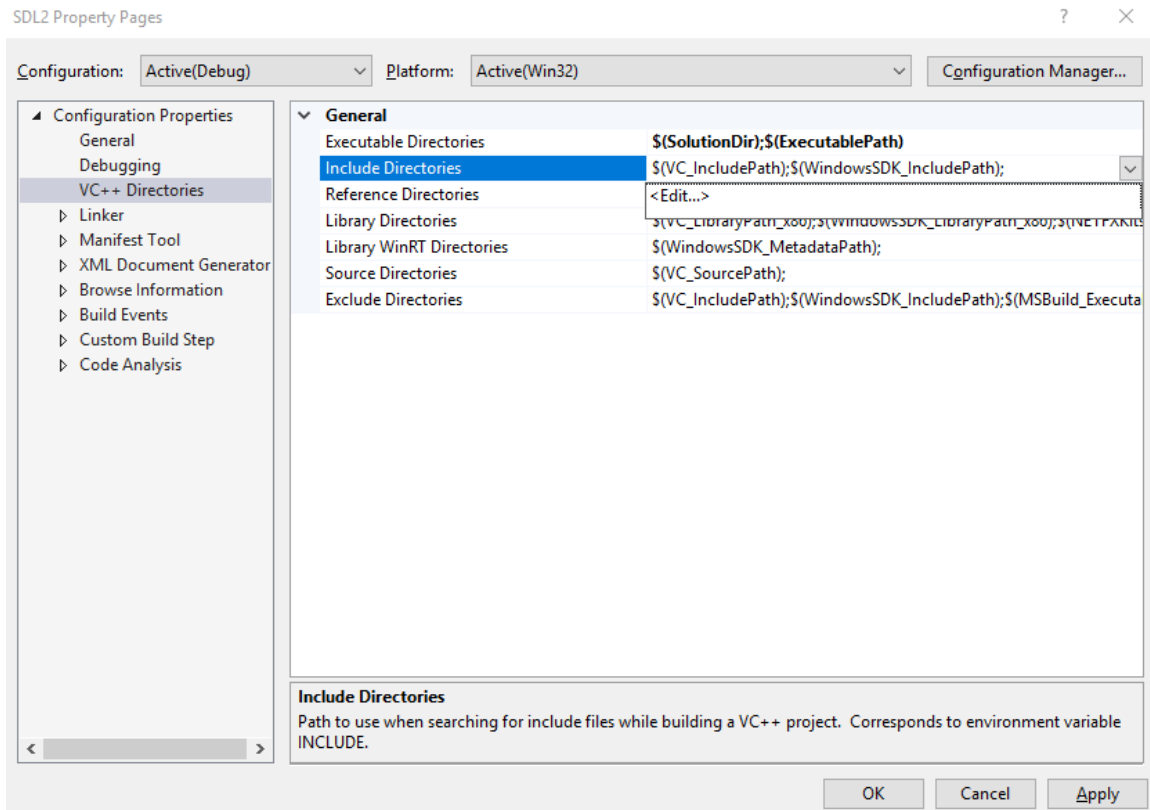 SDL2 Property Pages
Configuration: Active(Debug) Platform: Active(Win32) Configuration Manager...
Configuration Properties
General
Debugging
VC++ Directories
Linker
Manifest Tool
XML Document Generator
Browse Information
Build Events
Custom Build Step
Code Analysis
General
Executable Directories $(SolutionDir);$(ExecutablePath)
Include Directories $(VC_IncludePath);$(WindowsSDK_IncludePath);
<Edit...>
Reference Directories
Library Directories $(VC_LibraryPath_x86);$(WindowsSDK_LibraryPath_x86);$(NETFXKits
Library WinRT Directories $(WindowsSDK_MetadataPath);
Source Directories $(VC_SourcePath);
Exclude Directories $(VC_IncludePath);$(WindowsSDK_IncludePath);$(MSBuild_Executa
Include Directories
Path to use when searching for include files while building a VC++ project. Corresponds to environment variable
INCLUDE.
OK Cancel Apply